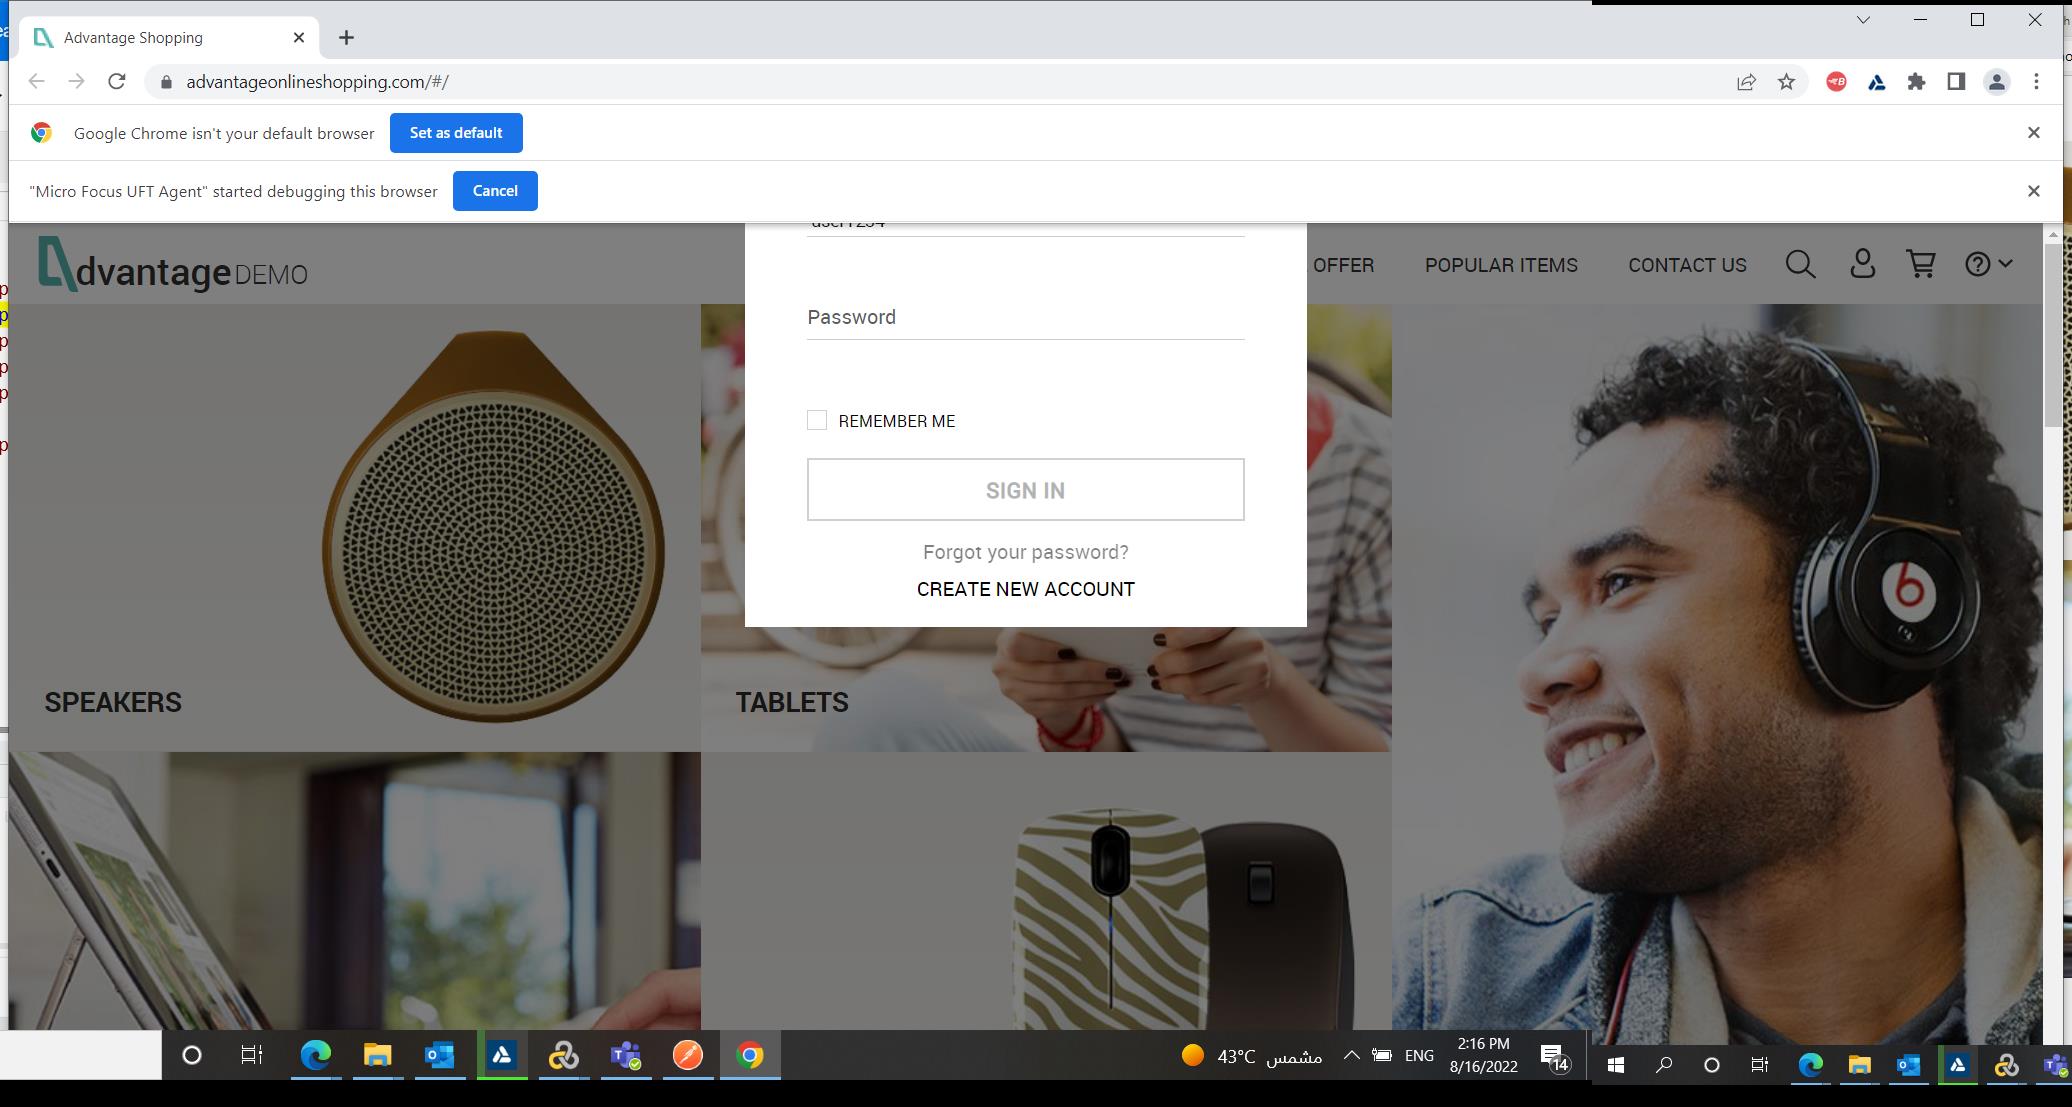 Advantage Shopping
advantageonlineshopping.com/#/
Google Chrome isn't your default browser
Set as default
"Micro Focus UFT Agent" started debugging this browser
Cancel
user1234
dvantage DEMO
OFFER
POPULAR ITEMS
CONTACT US
Password
REMEMBER ME
SIGN IN
Forgot your password?
CREATE NEW ACCOUNT
SPEAKERS
TABLETS
43°C مشمس
ENG
2:16 PM
8/16/2022
14